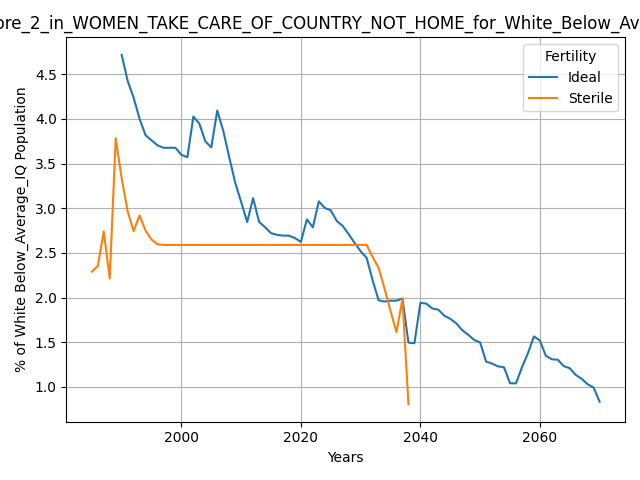 ore_2_in_WOMEN_TAKE_CARE_OF_COUNTRY_NOT_HOME_for_White_Below_Av
Fertility
Ideal
Sterile
% of White Below_Average_IQ Population
4.5
4.0
3.5
3.0
2.5
2.0
1.5
1.0
2000 2020 2040 2060
Years